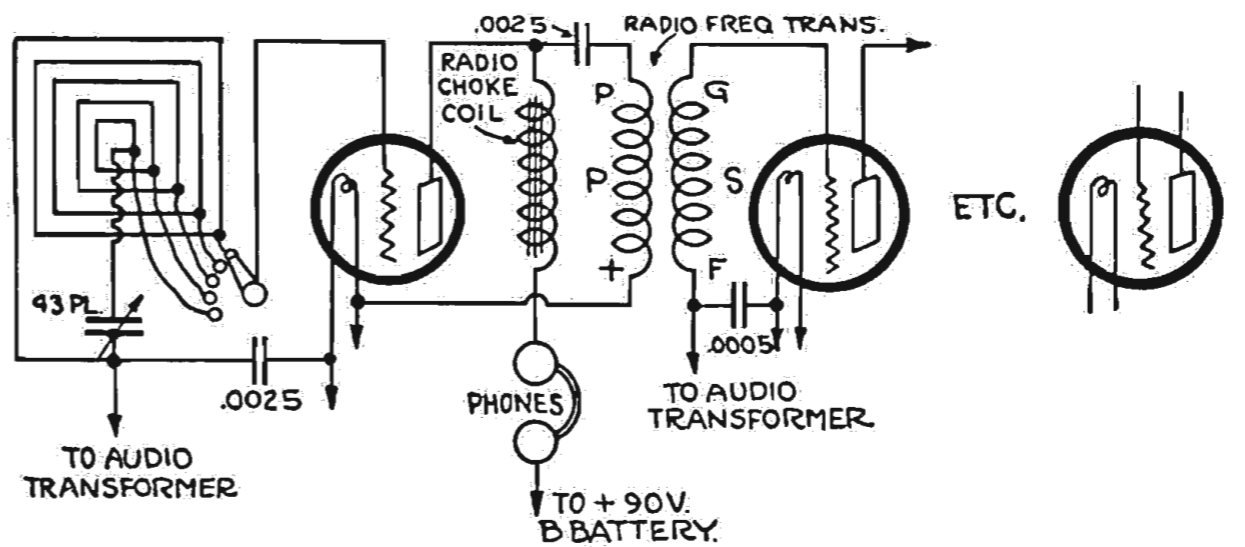 .0025
RADIO FREQ TRANS.
RADIO
CHOKE
COIL
P
G
P
S
+
F
ETC.
43 PL.
.0025
.0005
PHONES
TO AUDIO
TRANSFORMER
TO AUDIO
TRANSFORMER
TO + 90V.
B BATTERY.